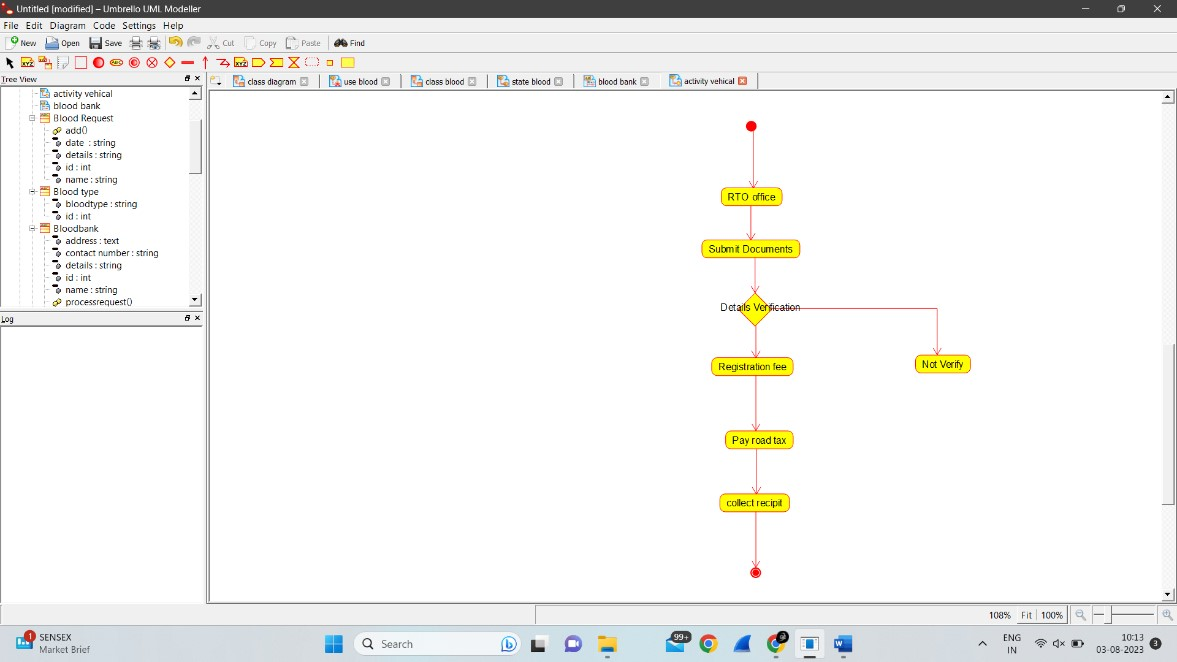 Untitled [modified] – Umbrello UML Modeller
File Edit Diagram Code Settings Help
New Open Save Cut Copy Paste Find
Tree View
class diagram use blood class blood state blood blood bank activity vehical
activity vehical
blood bank
Blood Request
add()
date : string
details : string
id : int
name : string
Blood type
bloodtype : string
id : int
Bloodbank
address : text
contact number : string
details : string
id : int
name : string
processrequest()
Log
RTO office
Submit Documents
Details Verification
Registration fee
Not Verify
Pay road tax
collect recipit
108% Fit 100%
1
SENSEX
Market Brief
Search
99+
ENG
IN
10:13
03-08-2023
3